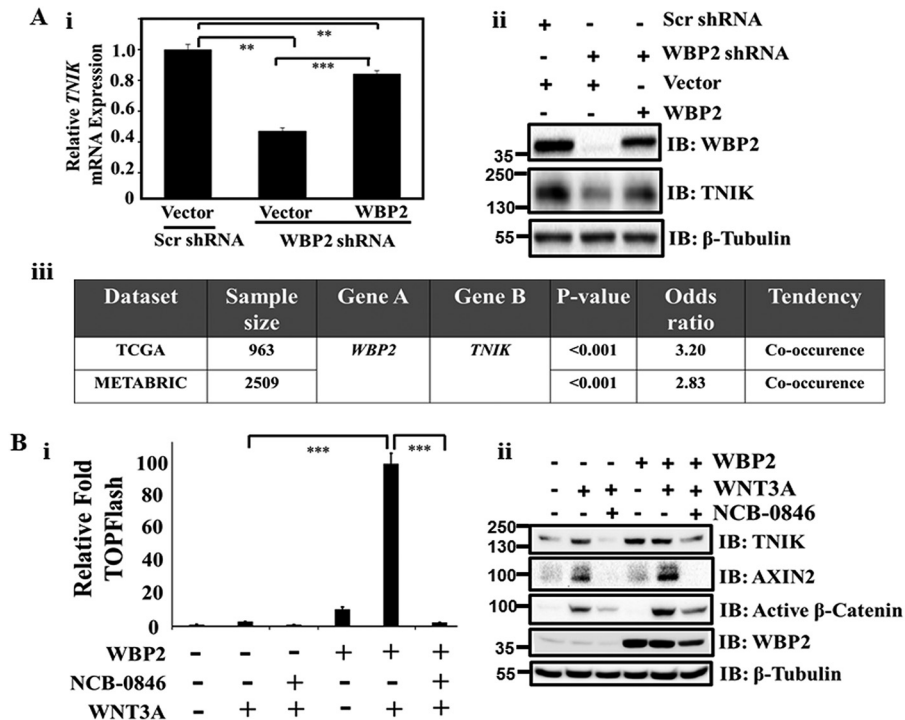 A i
Relative TNIK
mRNA Expression
1.0
0.8
0.6
0.4
0.2
0
**
**
***
Vector Vector WBP2
Scr shRNA WBP2 shRNA
ii
+ - - Scr shRNA
- + + WBP2 shRNA
+ + - Vector
- - + WBP2
35 IB: WBP2
250
130 IB: TNIK
55 IB: β-Tubulin
iii
Dataset Sample size Gene A Gene B P-value Odds ratio Tendency
TCGA 963 WBP2 TNIK <0.001 3.20 Co-occurence
METABRIC 2509 <0.001 2.83 Co-occurence
B i
Relative Fold
TOPFlash
100
80
60
40
20
0
*** ***
WBP2 - - - + + +
NCB-0846 - - + - - +
WNT3A - + + - + +
ii
- - - + + + WBP2
- + + - + + WNT3A
- - + - - + NCB-0846
250
130 IB: TNIK
100 IB: AXIN2
100 IB: Active β-Catenin
35 IB: WBP2
55 IB: β-Tubulin